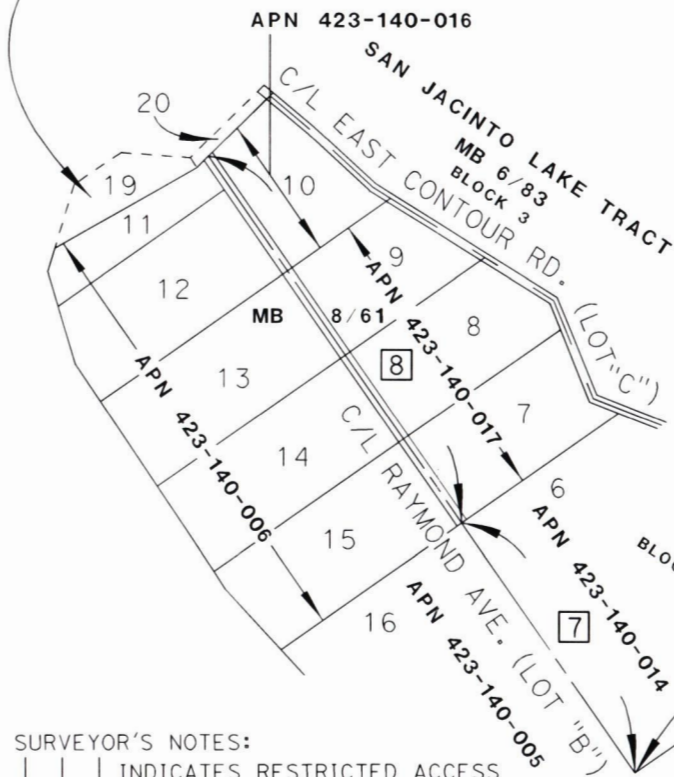 APN 423-140-016
SAN JACINTO LAKE TRACT
MB 6/83
BLOCK 3
C/L EAST CONTOUR RD. (LOT "C")
20
19
10
11
9
12
MB 8/61
8
APN 423-140-017
8
13
7
APN 423-140-006
14
C/L RAYMOND AVE. (LOT "B")
6
15
APN 423-140-014
16
APN 423-140-005
7
SURVEYOR'S NOTES:
INDICATES RESTRICTED ACCESS